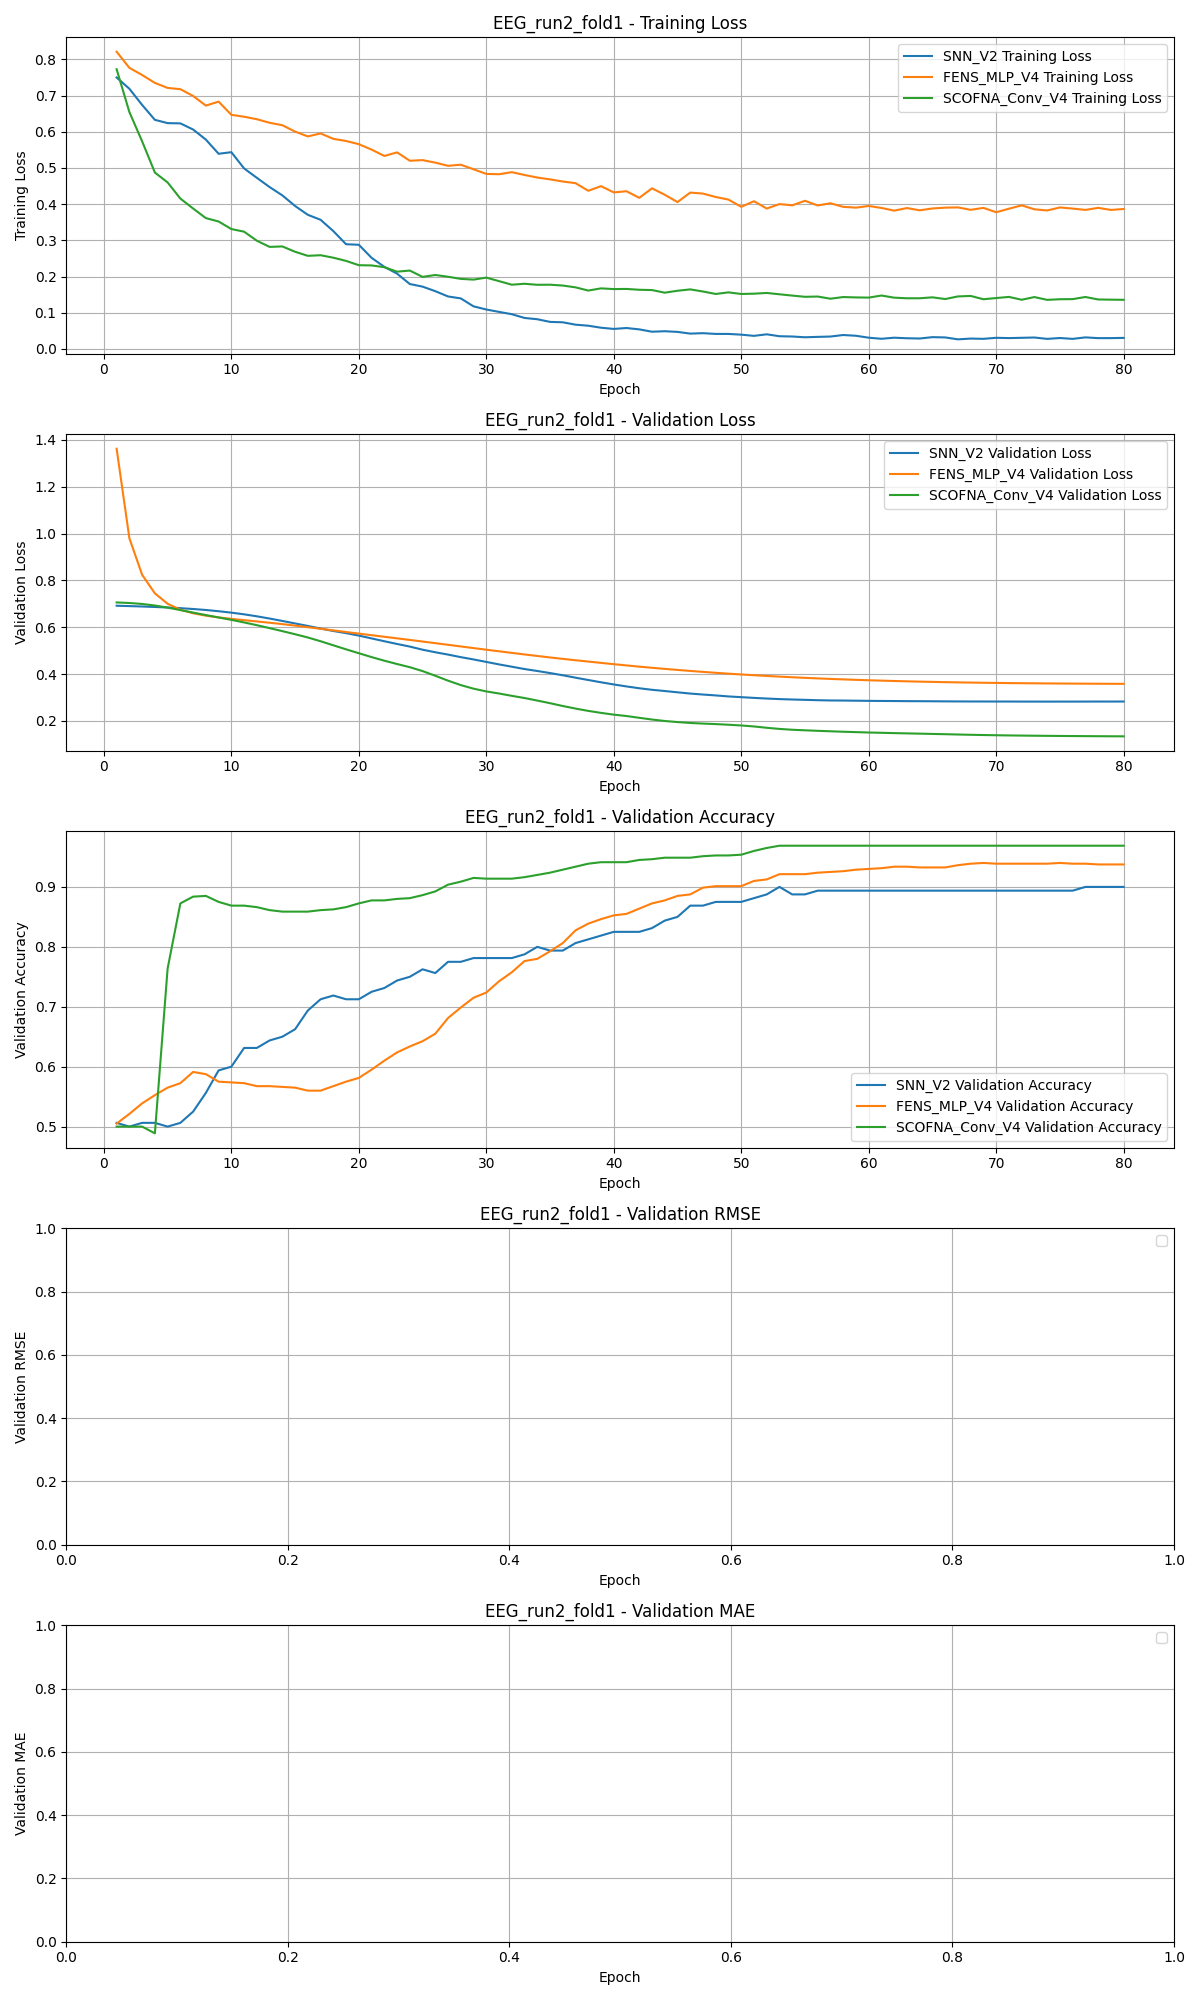 EEG_run2_fold1 - Training Loss
SNN_V2 Training Loss
FENS_MLP_V4 Training Loss
SCOFNA_Conv_V4 Training Loss
Training Loss
0.8
0.7
0.6
0.5
0.4
0.3
0.2
0.1
0.0
0 10 20 30 40 50 60 70 80
Epoch
EEG_run2_fold1 - Validation Loss
SNN_V2 Validation Loss
FENS_MLP_V4 Validation Loss
SCOFNA_Conv_V4 Validation Loss
Validation Loss
1.4
1.2
1.0
0.8
0.6
0.4
0.2
0 10 20 30 40 50 60 70 80
Epoch
EEG_run2_fold1 - Validation Accuracy
Validation Accuracy
0.9
0.8
0.7
0.6
0.5
SNN_V2 Validation Accuracy
FENS_MLP_V4 Validation Accuracy
SCOFNA_Conv_V4 Validation Accuracy
0 10 20 30 40 50 60 70 80
Epoch
EEG_run2_fold1 - Validation RMSE
Validation RMSE
1.0
0.8
0.6
0.4
0.2
0.0
0.0 0.2 0.4 0.6 0.8 1.0
Epoch
EEG_run2_fold1 - Validation MAE
Validation MAE
1.0
0.8
0.6
0.4
0.2
0.0
0.0 0.2 0.4 0.6 0.8 1.0
Epoch